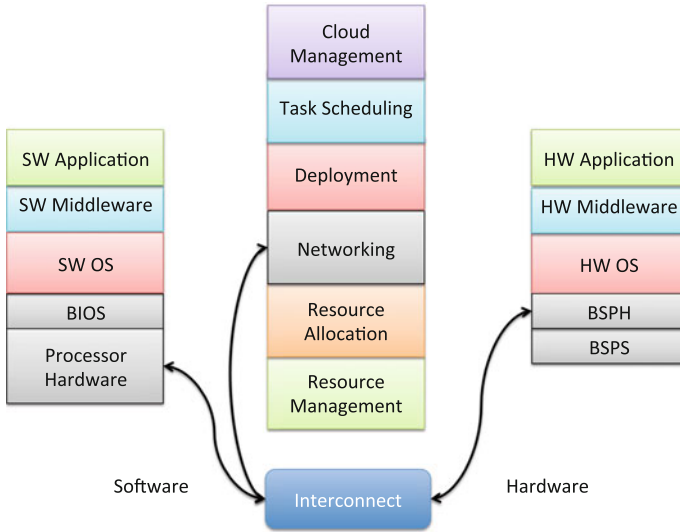 Cloud
Management
Task Scheduling
Deployment
Networking
Resource
Allocation
Resource
Management
SW Application
SW Middleware
SW OS
BIOS
Processor
Hardware
HW Application
HW Middleware
HW OS
BSPH
BSPS
Software
Interconnect
Hardware